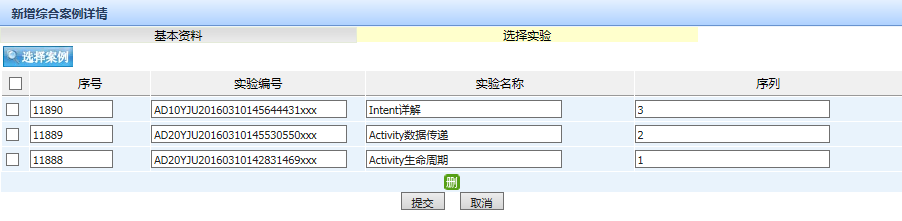 新增综合案例详情
基本资料 选择实验
选择案例
序号 实验编号 实验名称 序列
11890 AD10YJU20160310145644431xxx Intent详解 3
11889 AD20YJU20160310145530550xxx Activity数据传递 2
11888 AD20YJU20160310142831469xxx Activity生命周期 1
删
提交 取消